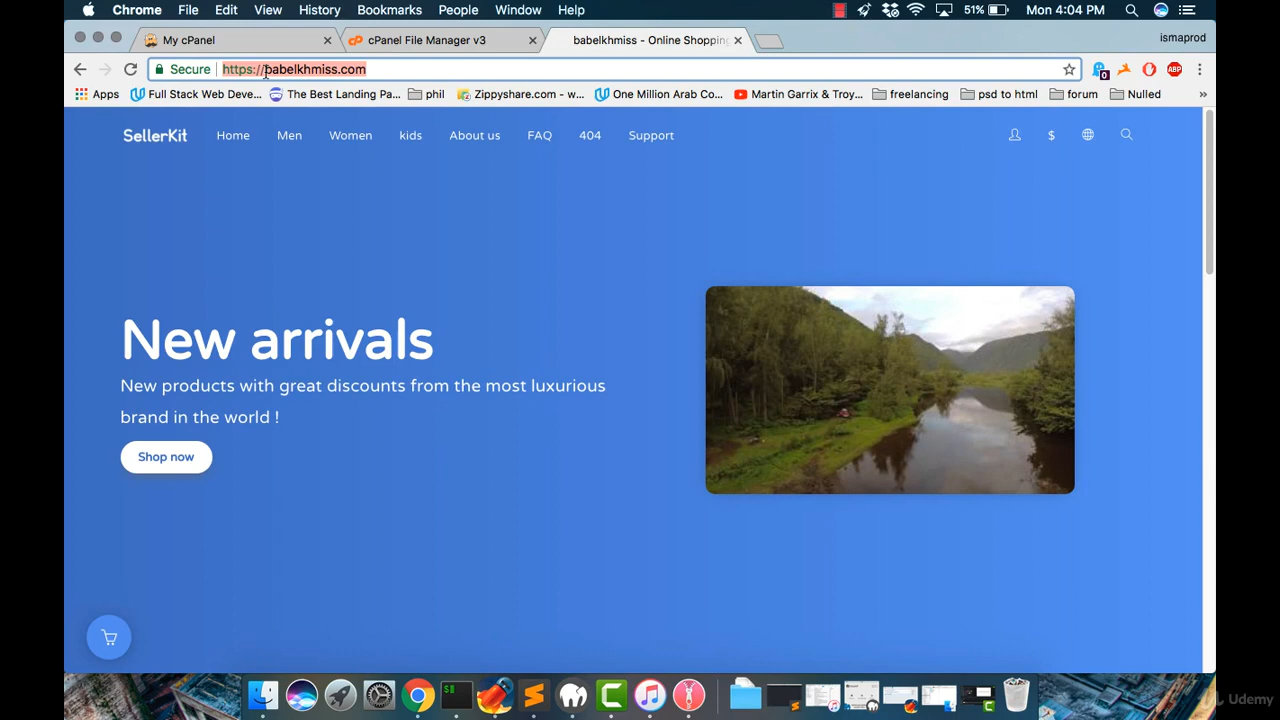 Chrome File Edit View History Bookmarks People Window Help 51% Mon 4:04 PM
My cPanel cPanel File Manager v3 babelkhmiss - Online Shopping ismaprod
Secure https://babelkhmiss.com 0 ABP
Apps Full Stack Web Deve... The Best Landing Pa... phil Zippyshare.com - w... One Million Arab Co... Martin Garrix & Troy... freelancing psd to html forum Nulled »
SellerKit Home Men Women kids About us FAQ 404 Support $
New arrivals
New products with great discounts from the most luxurious
brand in the world !
Shop now
Udemy